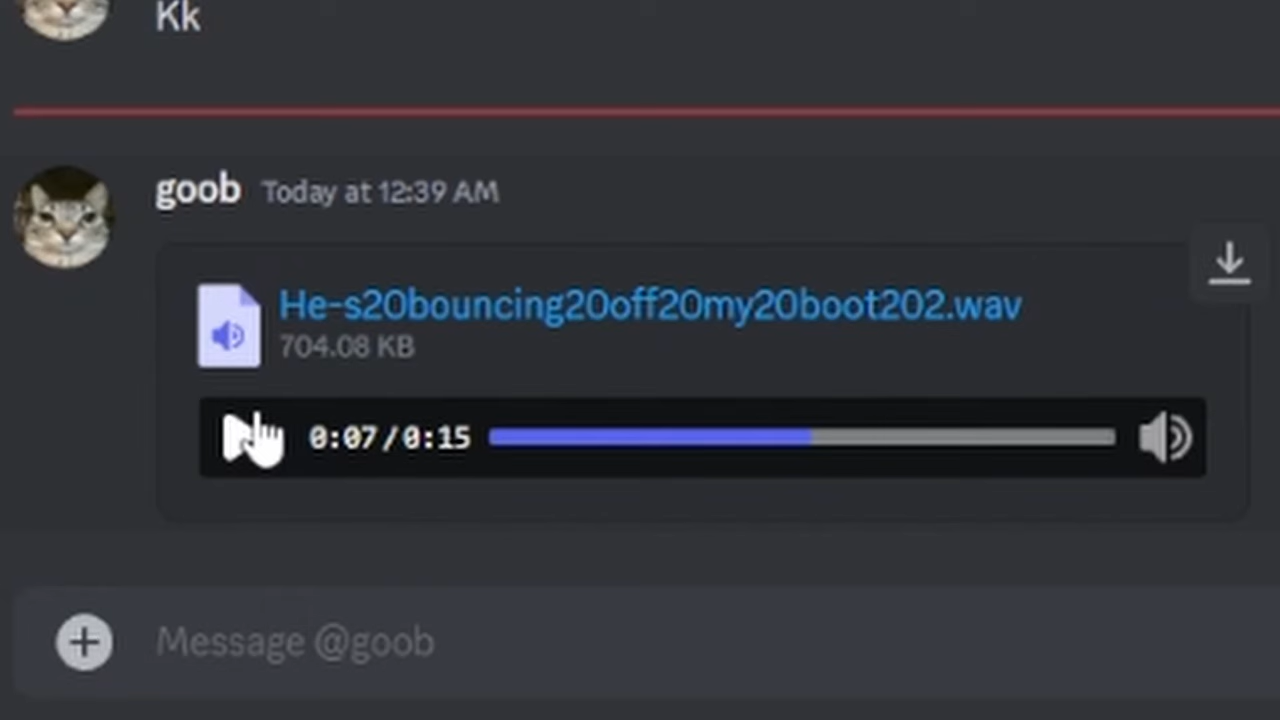 Kk
goob Today at 12:39 AM
He-s20bouncing20off20my20boot202.wav
704.08 KB
0:07/0:15
Message @goob